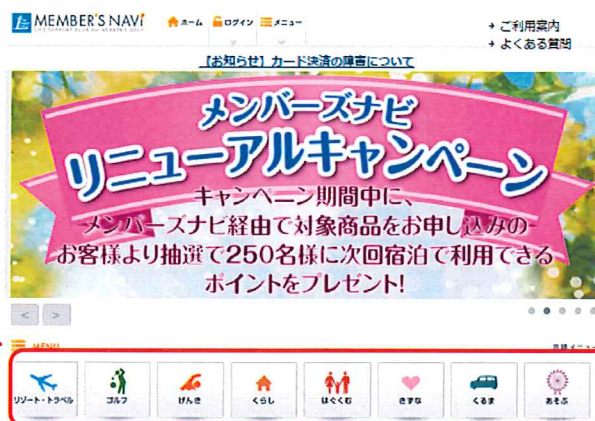 MEMBER'S NAVi
ホーム ログイン メニュー
ご利用案内
よくある質問
【お知らせ】カード決済の障害について
メンバーズナビ
リニューアルキャンペーン
キャンペーン期間中に、
メンバーズナビ経由で対象商品をお申し込みの
お客様より抽選で250名様に次回宿泊で利用できる
ポイントをプレゼント!
< >
MENU
リゾート・トラベル ゴルフ げんき くらし はぐくむ きずな くるま あそぶ